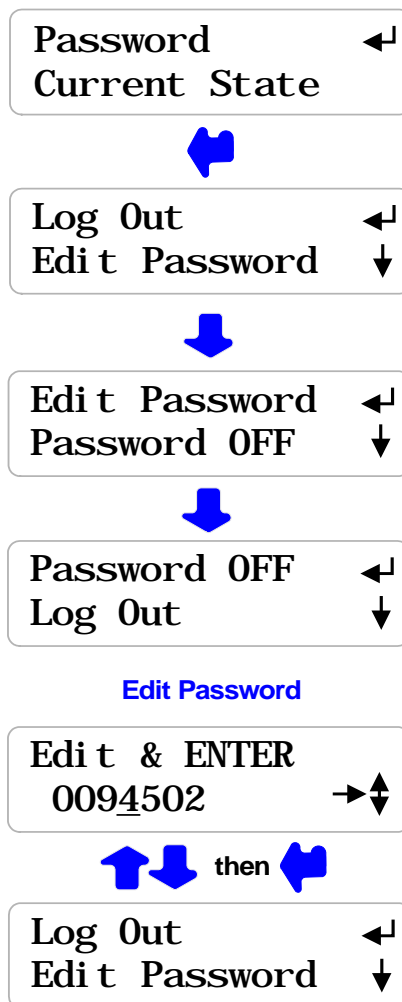 Password
Current State
Log Out
Edit Password
Edit Password
Password OFF
Password OFF
Log Out
Edit Password
Edit & ENTER
0094502
then
Log Out
Edit Password